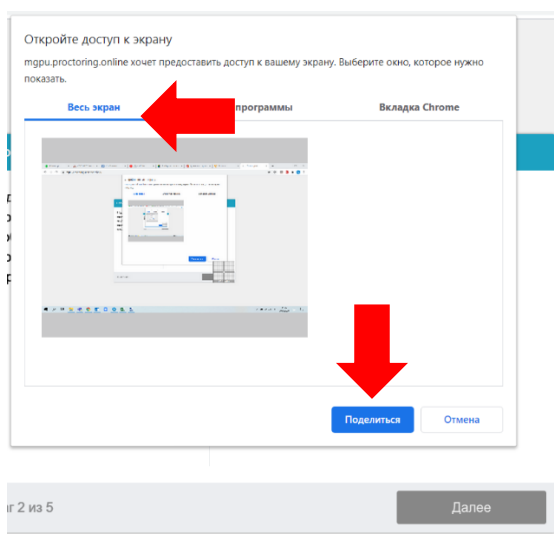 Откройте доступ к экрану
mgpu.proctoring.online хочет предоставить доступ к вашему экрану. Выберите окно, которое нужно
показать.
Весь экран
программы
Вкладка Chrome
Поделиться
Отмена
2 из 5
Далее